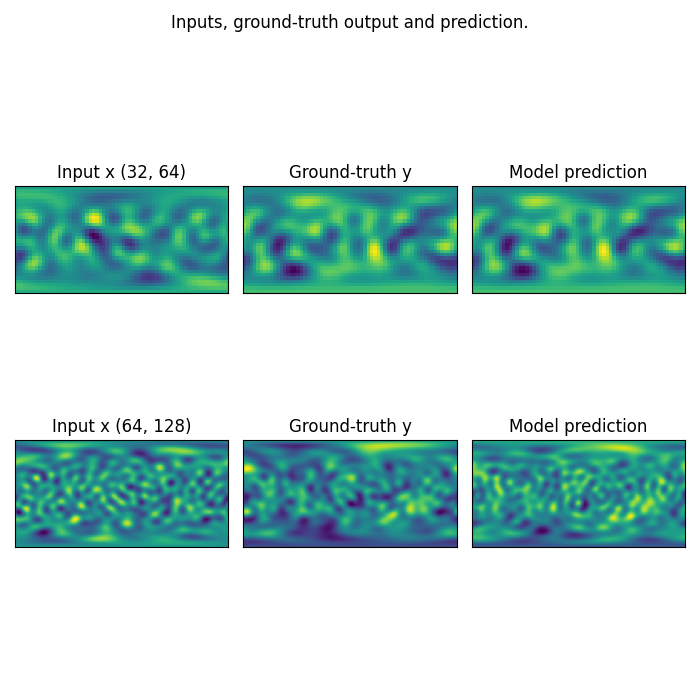 Inputs, ground-truth output and prediction.
Input x (32, 64)
Ground-truth y
Model prediction
Input x (64, 128)
Ground-truth y
Model prediction